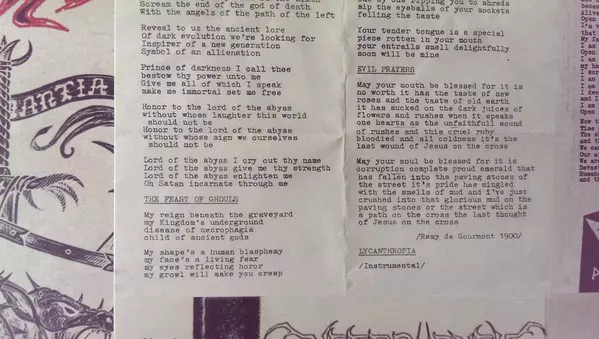 Scream the end of the god of death
With the angels of the path of the left
Reveal to us the ancient lore
Of dark evolution we're looking for
Inspirer of a new generation
Symbol of an allienation
Prince of darkness I call thee
bestow thy power unto me
Give me all of which I speak
make me immortal set me free
Honor to the lord of the abyss
without whose laughter this world
should not be
Honor to the lord of the abyss
without whose sign we ourselves
should not be
Lord of the abyss I cry out thy name
Lord of the abyss give me thy strength
Lord of the abyss enlighten me
Oh Satan incarnate through me
THE FEAST OF GHOULS
My reign beneath the graveyard
my Kingdom's underground
disease of necrophagia
child of ancient gods
My shape's a human blasphemy
my face's a living fear
my eyes reflecting horor
my growl will make you creep
by one ripping you to shreds
sip the eyeballs of your sockets
felling the taste
Your tender tongue is a special
piece rotten in your mouth
your entrails smell delightfully
soon will be mine
EVIL PRAYERS
May your mouth be blessed for it is
no worth it has the taste of new
roses and the taste of old earth
it has sucked on the dark juices of
flowers and rushes when it speaks
one hearts as the unfaithfull sound
of rushes and this cruel ruby
bloodied and all coldness it's the
last wound of Jesus on the cross
May your soul be blessed for it is
corruption complete proud emerald that
has fallen into the paving stones of
the street it's pride has mingled
with the smells of mud and I've just
crushed into that glorious mud on the
paving stones or the street which is
a path on the cross the last thought
of Jesus on the cross
/Remy de Gourmont 1900/
LYCANTHROPIA
/Instrumental/
ANTIA